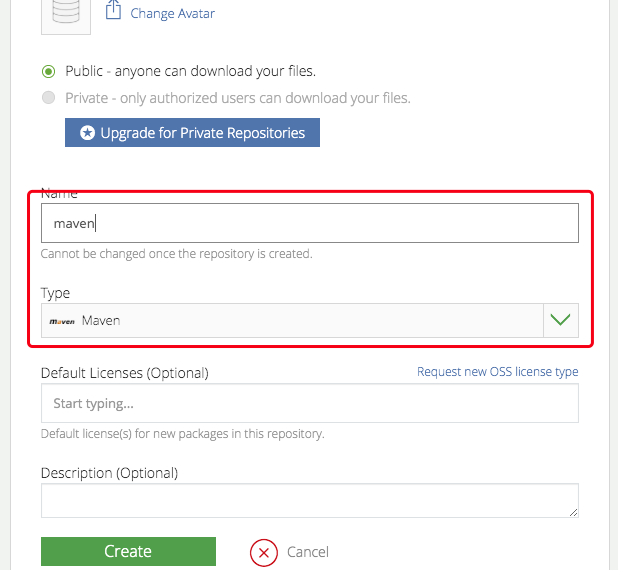 Change Avatar
Public - anyone can download your files.
Private - only authorized users can download your files.
Upgrade for Private Repositories
Name
maven
Cannot be changed once the repository is created.
Type
maven Maven
Default Licenses (Optional) Request new OSS license type
Start typing...
Default license(s) for new packages in this repository.
Description (Optional)
Create Cancel